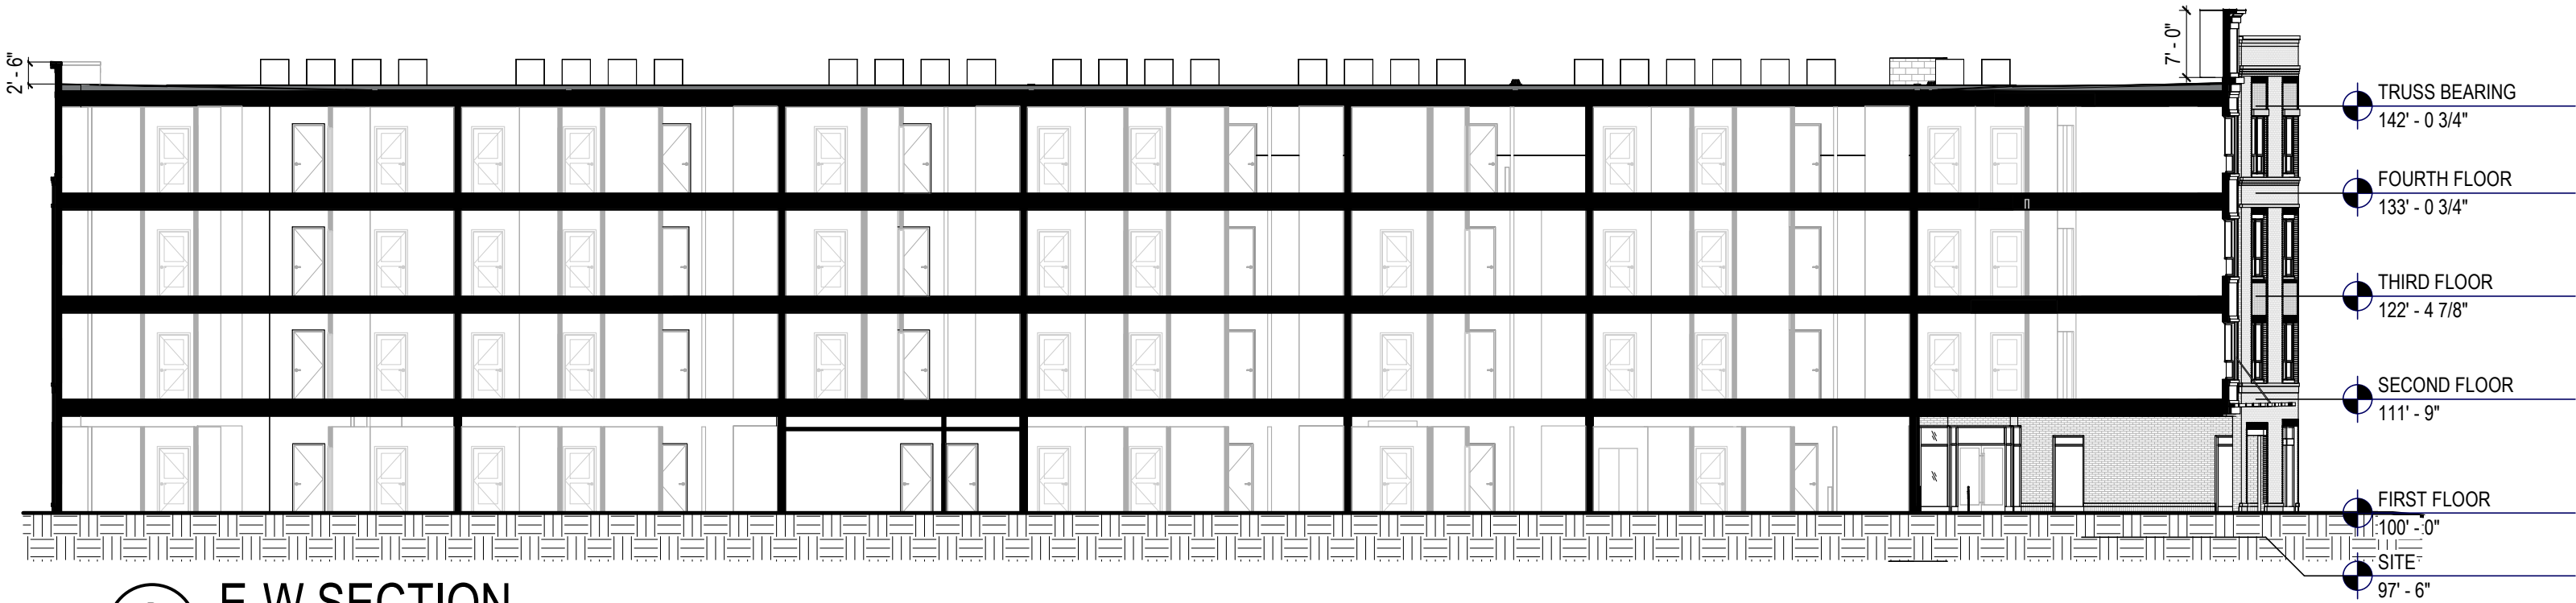 2' - 6"
7' - 0"
TRUSS BEARING
142' - 0 3/4"
FOURTH FLOOR
133' - 0 3/4"
THIRD FLOOR
122' - 4 7/8"
SECOND FLOOR
111' - 9"
FIRST FLOOR
100' - 0"
SITE
97' - 6"
E-W SECTION